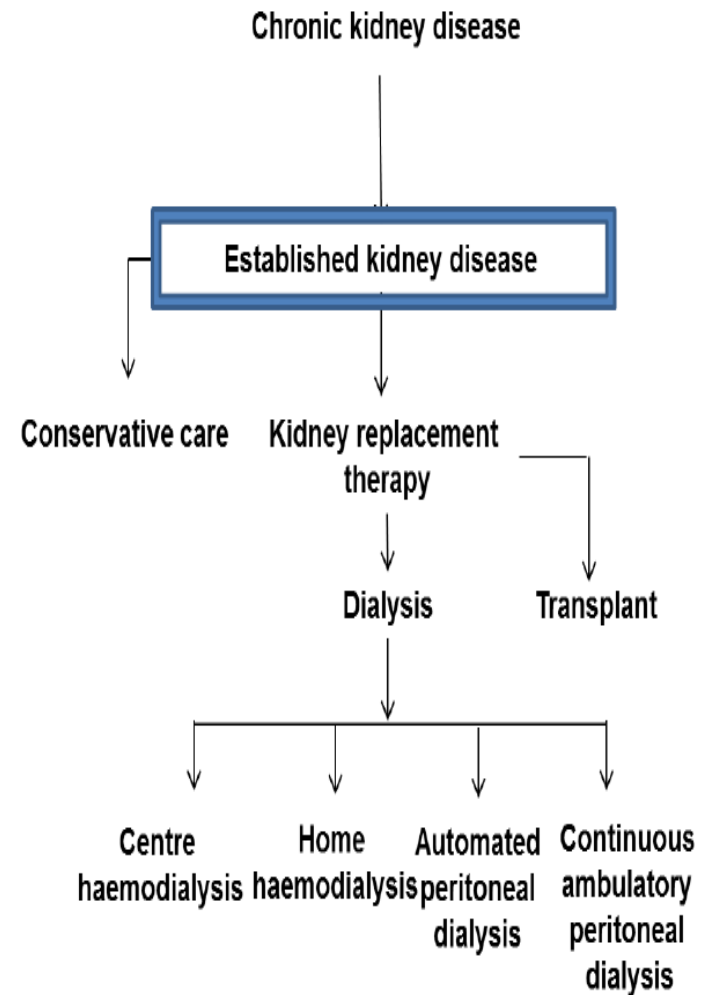 Chronic kidney disease
Established kidney disease
Conservative care
Kidney replacement
therapy
Dialysis
Transplant
Centre
haemodialysis
Home
haemodialysis
Automated
peritoneal
dialysis
Continuous
ambulatory
peritoneal
dialysis